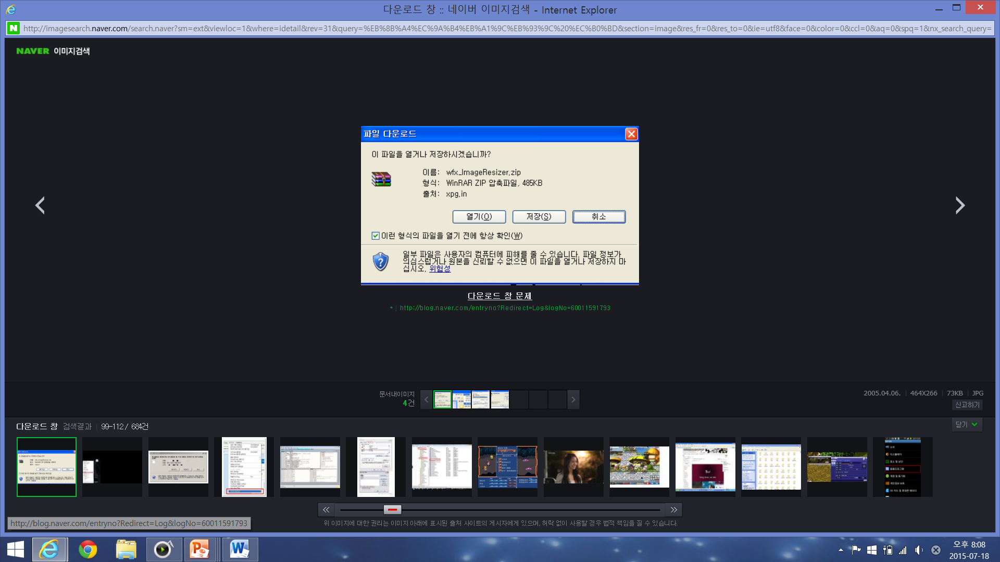 다운로드 창 :: 네이버 이미지검색 - Internet Explorer
http://imagesearch.naver.com/search.naver?sm=ext&viewloc=1&where=idetail&rev=31&query=%EB%8B%A4%EC%9A%B4%EB%A1%9C%EB%93%9C%20%EC%B0%BD&section=image&res_fr=0&res_to=0&ie=utf8&face=0&color=0&ccl=0&aq=0&spq=1&nx_search_query=
NAVER 이미지검색
파일 다운로드
이 파일을 열거나 저장하시겠습니까?
이름: wfx_ImageResizer.zip
형식: WinRAR ZIP 압축파일, 485KB
출처: xpg.in
열기(O) 저장(S) 취소
이런 형식의 파일을 열기 전에 항상 확인(W)
일부 파일은 사용자의 컴퓨터에 피해를 줄 수 있습니다. 파일 정보가
의심스럽거나 원본을 신뢰할 수 없으면 이 파일을 열거나 저장하지 마
십시오. 위험성
다운로드 창 문제
* | http://blog.naver.com/entryno?Redirect=Log&logNo=60011591793
문서내이미지
4건
2005.04.06. | 464X266 | 73KB | JPG
신고하기
다운로드 창 검색결과 | 99-112 / 684건
닫기
http://blog.naver.com/entryno?Redirect=Log&logNo=60011591793
위 이미지에 대한 권리는 이미지 아래에 표시된 출처 사이트의 게시자에게 있으며, 허락 없이 사용할 경우 법적 책임을 질 수 있습니다.
오후 8:08
2015-07-18